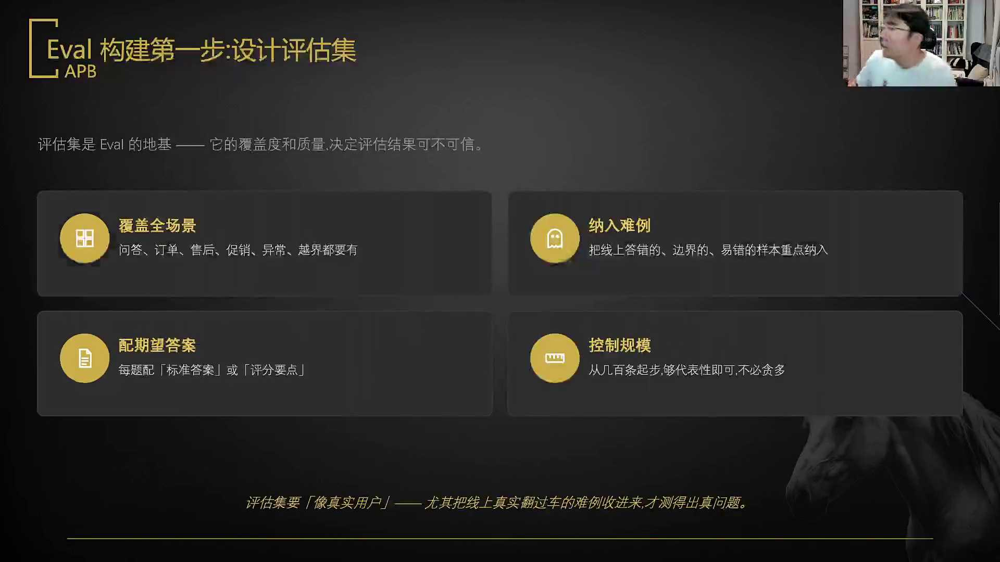 Eval 构建第一步:设计评估集
APB
评估集是 Eval 的地基 —— 它的覆盖度和质量,决定评估结果可不可信。
覆盖全场景
问答、订单、售后、促销、异常、越界都要有
纳入难例
把线上答错的、边界的、易错的样本重点纳入
配期望答案
每题配「标准答案」或「评分要点」
控制规模
从几百条起步,够代表性即可,不必贪多
评估集要「像真实用户」—— 尤其把线上真实翻过车的难例收进来,才测得出真问题。